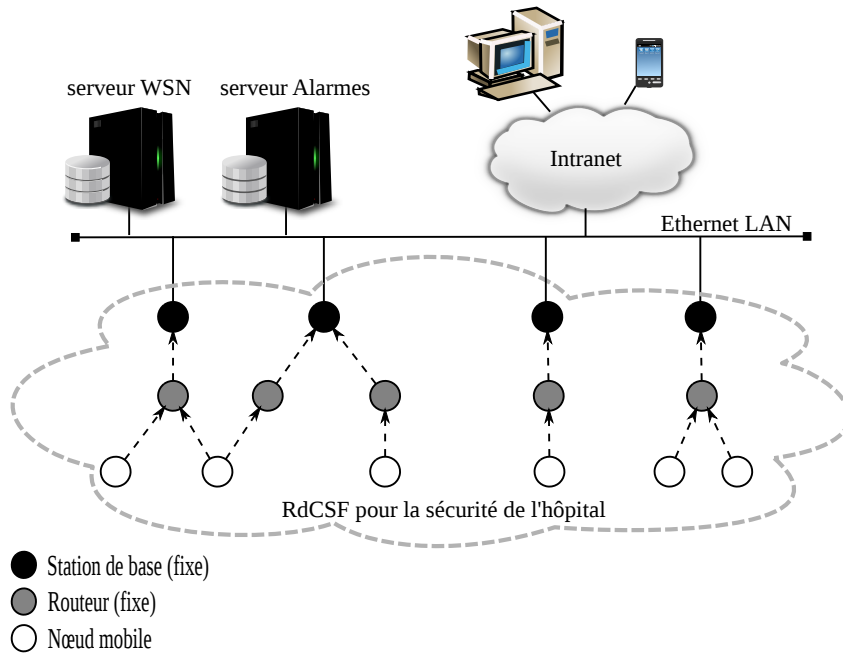 serveur WSN
serveur Alarmes
Intranet
Ethernet LAN
RdCSF pour la sécurité de l'hôpital
Station de base (fixe)
Routeur (fixe)
Nœud mobile